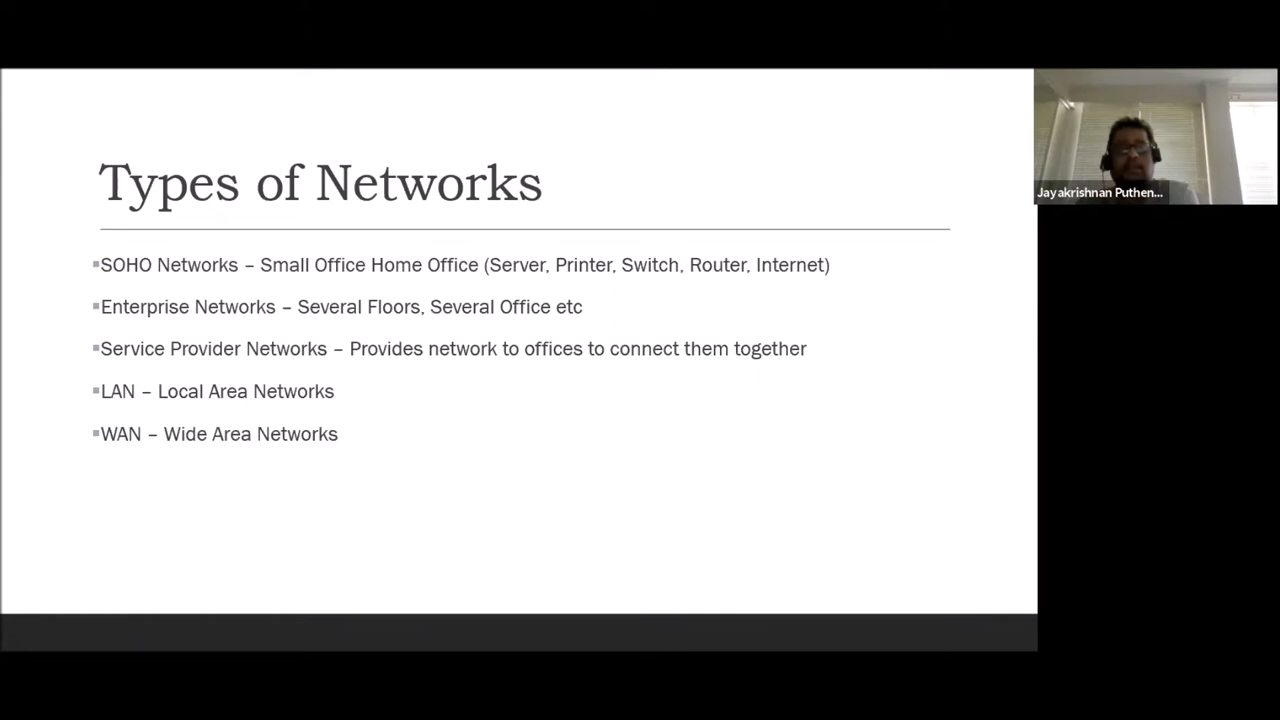 Types of Networks
▪SOHO Networks – Small Office Home Office (Server, Printer, Switch, Router, Internet)
▪Enterprise Networks – Several Floors, Several Office etc
▪Service Provider Networks – Provides network to offices to connect them together
▪LAN – Local Area Networks
▪WAN – Wide Area Networks
Jayakrishnan Puthen...